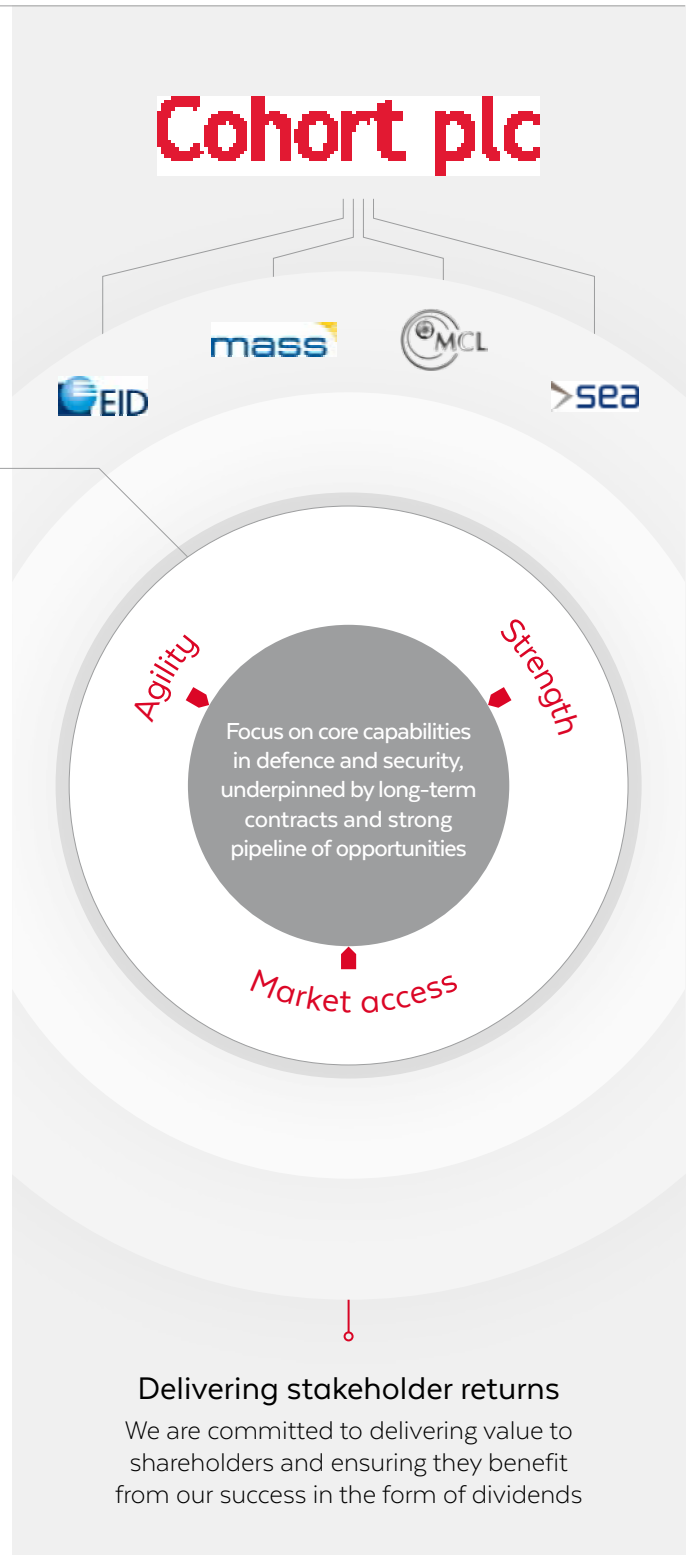 Cohort plc
EID
mass
MCL
sea
Agility
Strength
Focus on core capabilities
in defence and security,
underpinned by long-term
contracts and strong
pipeline of opportunities
Market access
Delivering stakeholder returns
We are committed to delivering value to
shareholders and ensuring they benefit
from our success in the form of dividends